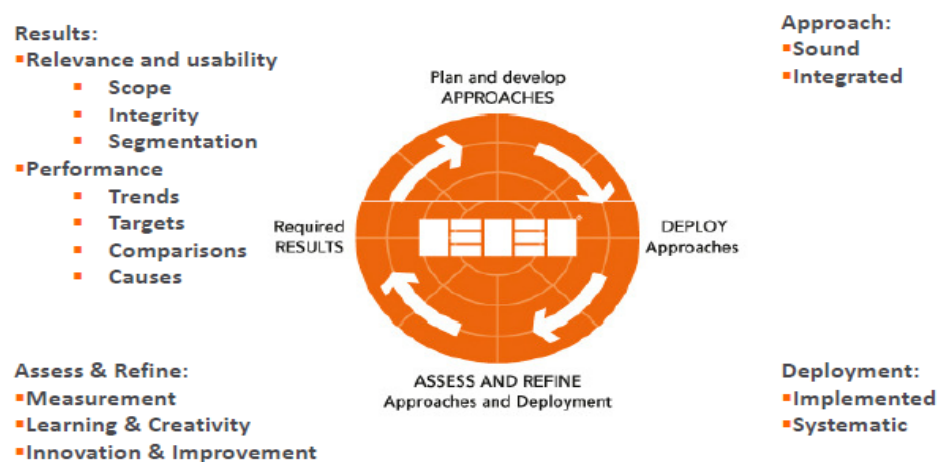 Results:
▪Relevance and usability
▪ Scope
▪ Integrity
▪ Segmentation
▪Performance
▪ Trends
▪ Targets
▪ Comparisons
▪ Causes
Approach:
▪Sound
▪Integrated
Plan and develop
APPROACHES
Required
RESULTS
®
DEPLOY
Approaches
ASSESS AND REFINE
Approaches and Deployment
Assess & Refine:
▪Measurement
▪Learning & Creativity
▪Innovation & Improvement
Deployment:
▪Implemented
▪Systematic